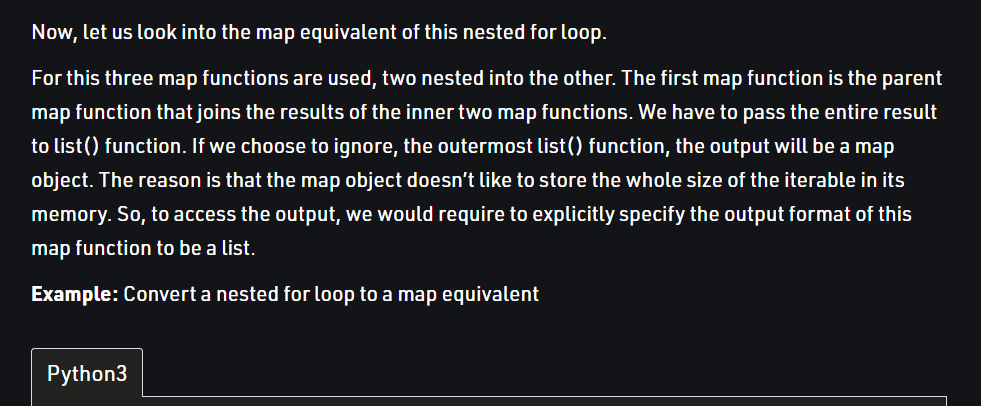 Now, let us look into the map equivalent of this nested for loop.
For this three map functions are used, two nested into the other. The first map function is the parent
map function that joins the results of the inner two map functions. We have to pass the entire result
to list() function. If we choose to ignore, the outermost list() function, the output will be a map
object. The reason is that the map object doesn’t like to store the whole size of the iterable in its
memory. So, to access the output, we would require to explicitly specify the output format of this
map function to be a list.
Example: Convert a nested for loop to a map equivalent
Python3